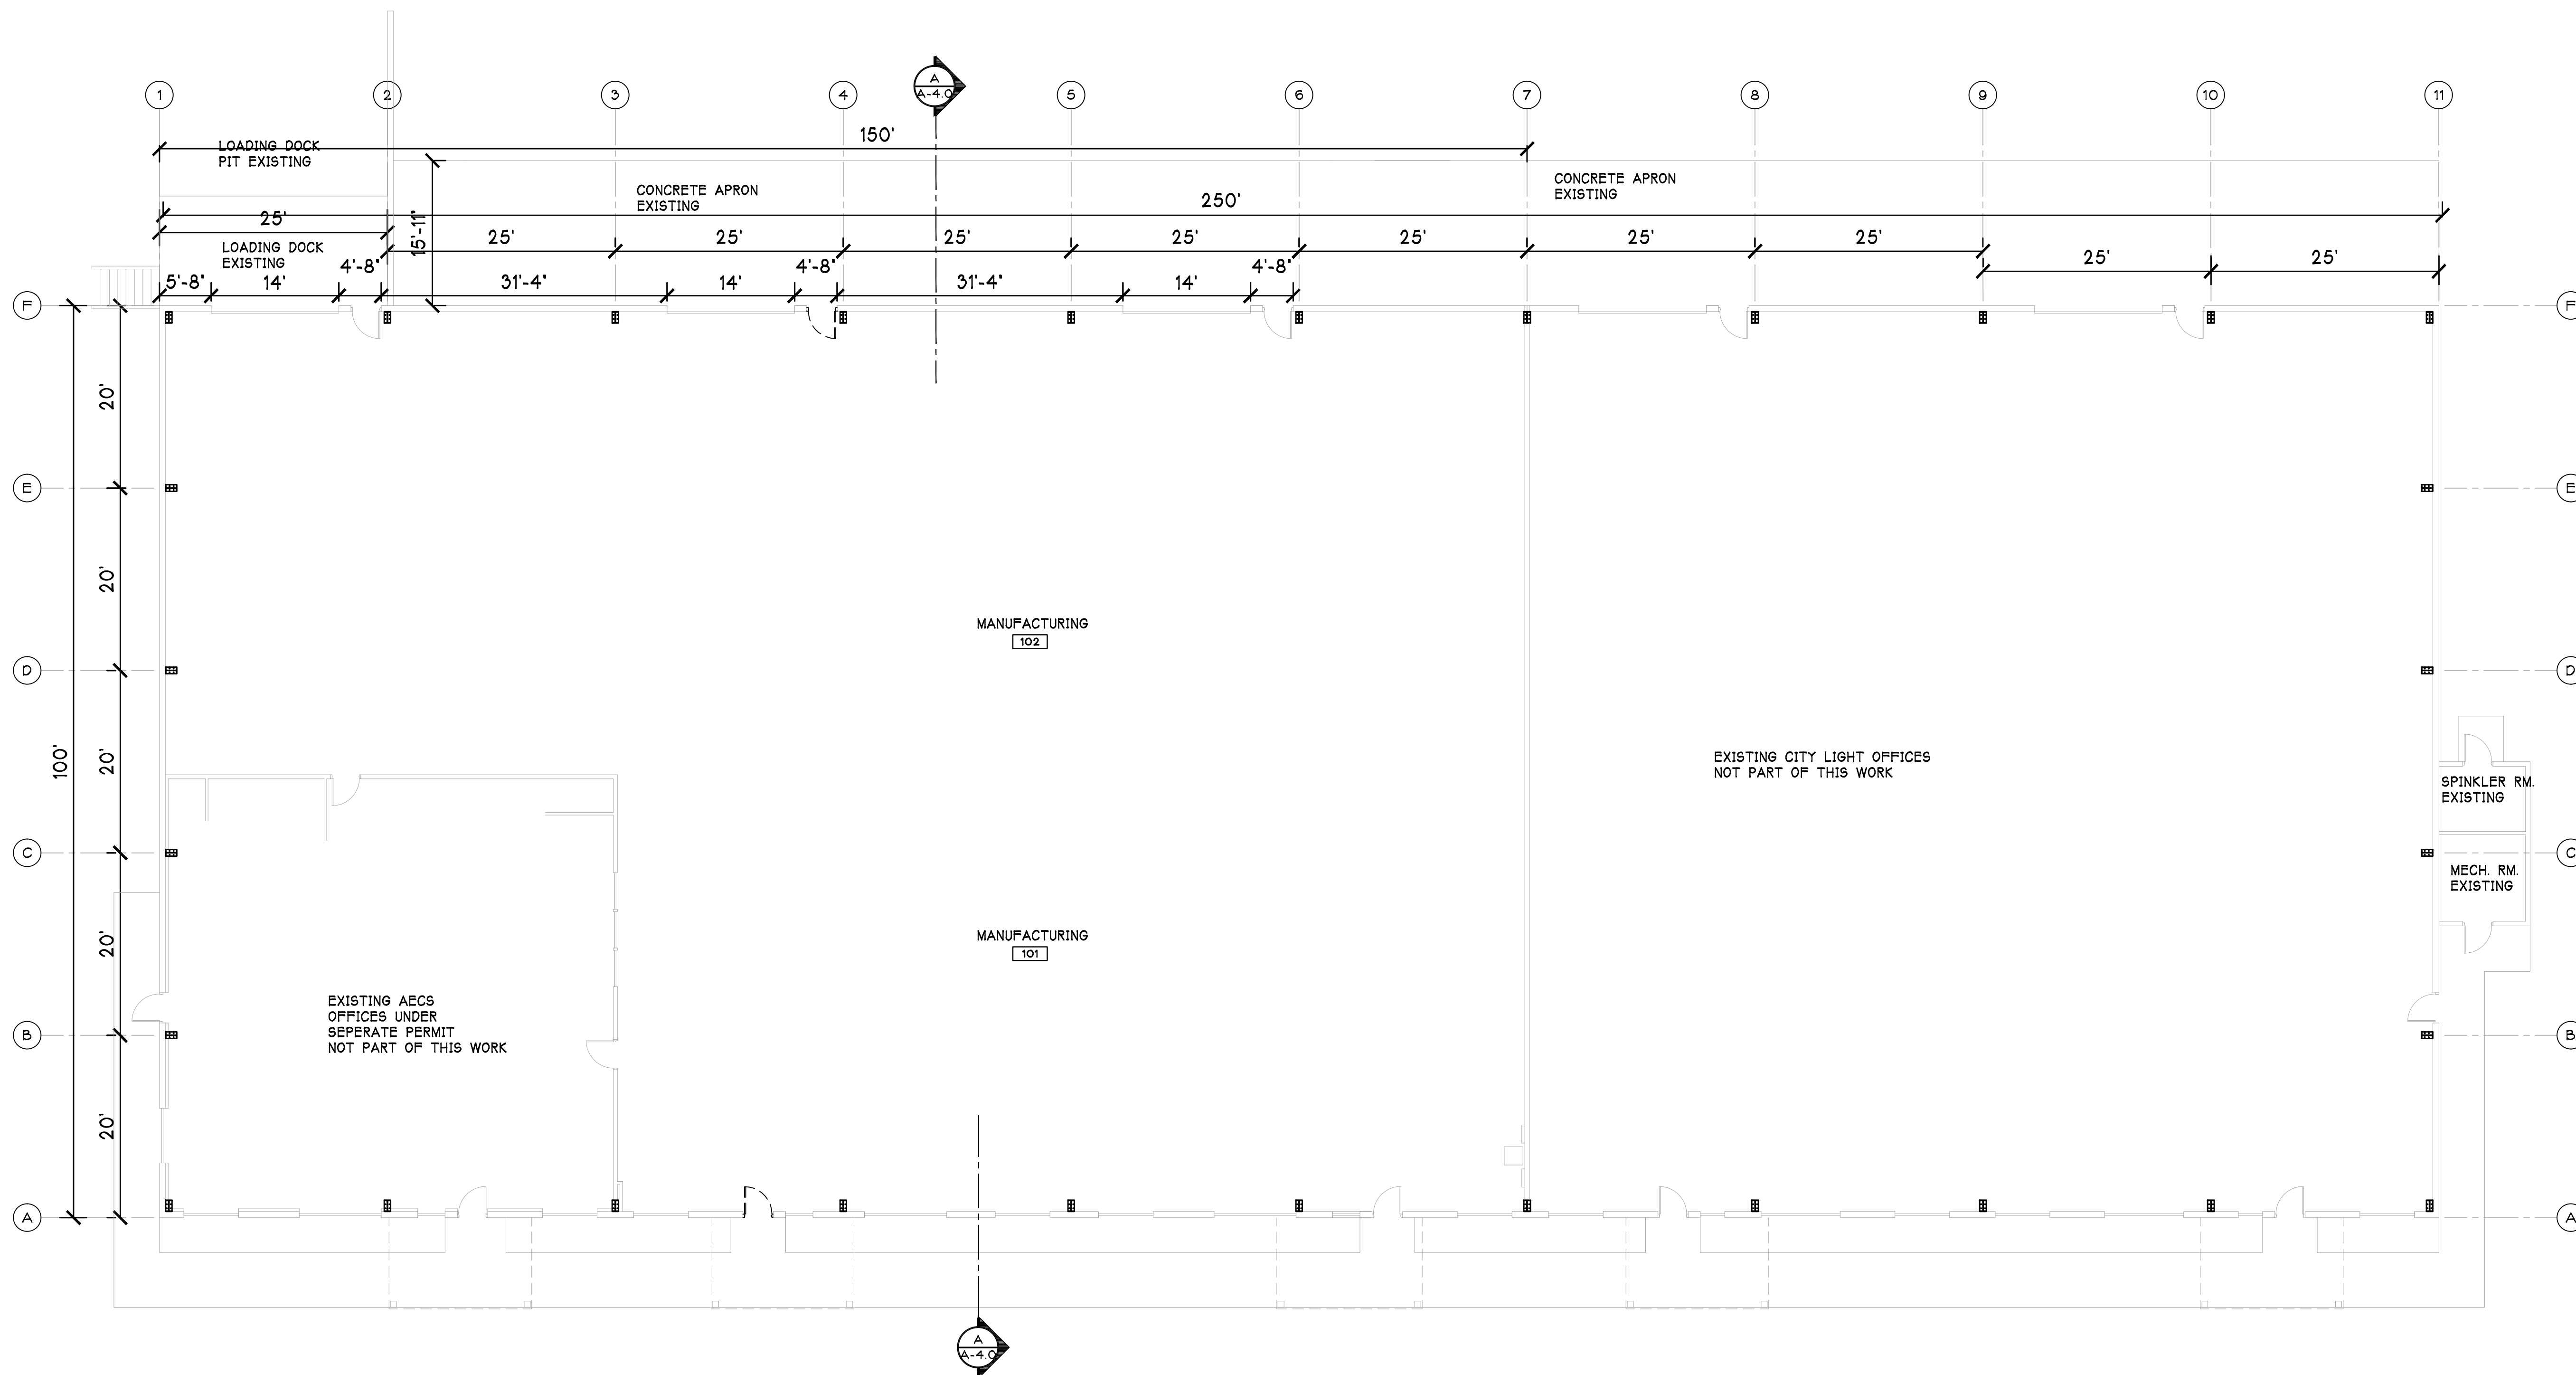 A
A-4.0
1
2
3
4
5
6
7
8
9
10
11
150'
LOADING DOCK
PIT EXISTING
CONCRETE APRON
EXISTING
CONCRETE APRON
EXISTING
250'
25'
15'-11"
25'
25'
25'
25'
25'
25'
25'
25'
25'
LOADING DOCK
EXISTING
5'-8"
14'
4'-8"
31'-4"
14'
4'-8"
31'-4"
14'
4'-8"
F
F
20'
E
E
20'
MANUFACTURING
102
D
D
100'
20'
EXISTING CITY LIGHT OFFICES
NOT PART OF THIS WORK
SPINKLER RM.
EXISTING
C
C
MECH. RM.
EXISTING
20'
MANUFACTURING
101
EXISTING AECS
OFFICES UNDER
SEPERATE PERMIT
NOT PART OF THIS WORK
B
B
20'
A
A
A
A-4.0